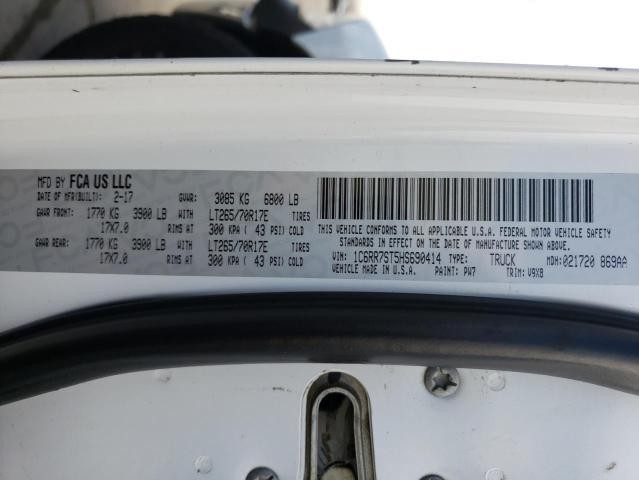 MFD BY FCA US LLC
DATE OF MFR(BUILT): 2-17 GVWR: 3085 KG 6800 LB
GAWR FRONT: 1770 KG 3900 LB WITH LT265/70R17E TIRES
17X7.0 RIMS AT 300 KPA ( 43 PSI) COLD
GAWR REAR: 1770 KG 3900 LB WITH LT265/70R17E TIRES
17X7.0 RIMS AT 300 KPA ( 43 PSI) COLD
THIS VEHICLE CONFORMS TO ALL APPLICABLE U.S.A. FEDERAL MOTOR VEHICLE SAFETY
STANDARDS IN EFFECT ON THE DATE OF MANUFACTURE SHOWN ABOVE.
VIN: 1C6RR7ST5HS690414 TYPE: TRUCK MDH: 021720 869AA
MADE IN U.S.A. PAINT: PW7 TRIM: V9X8